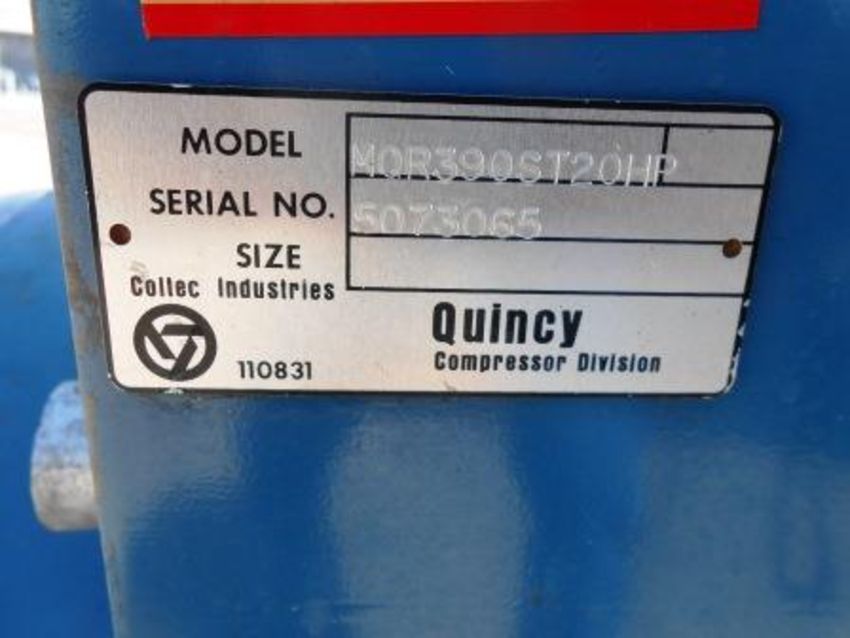 MODEL MQR390ST20HP
SERIAL NO. 5073065
SIZE
Coltec Industries
Quincy
Compressor Division
110831